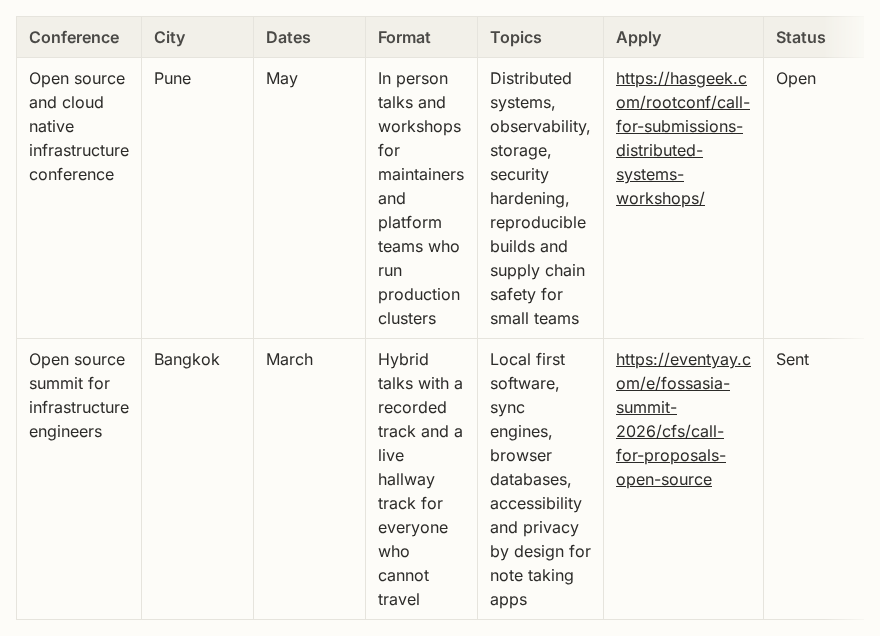 Conference City Dates Format Topics Apply Status
Open source
and cloud
native
infrastructure
conference
Pune
May
In person
talks and
workshops
for
maintainers
and
platform
teams who
run
production
clusters
Distributed
systems,
observability,
storage,
security
hardening,
reproducible
builds and
supply chain
safety for
small teams
https://hasgeek.c
om/rootconf/call-
for-submissions-
distributed-
systems-
workshops/
Open
Open source
summit for
infrastructure
engineers
Bangkok
March
Hybrid
talks with a
recorded
track and a
live
hallway
track for
everyone
who
cannot
travel
Local first
software,
sync
engines,
browser
databases,
accessibility
and privacy
by design for
note taking
apps
https://eventyay.c
om/e/fossasia-
summit-
2026/cfs/call-
for-proposals-
open-source
Sent